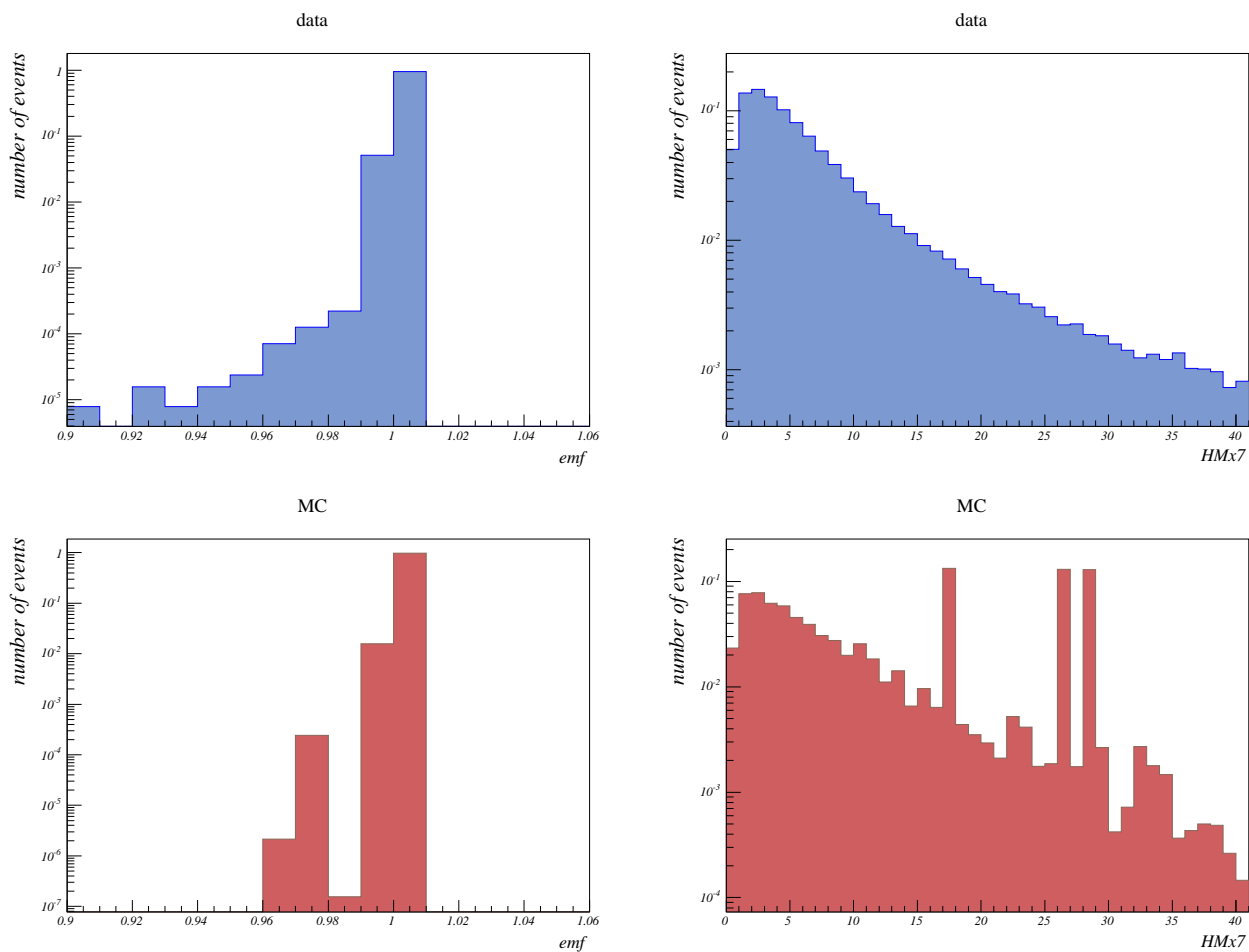 data
number of events
1
10^-1
10^-2
10^-3
10^-4
10^-5
0.9 0.92 0.94 0.96 0.98 1 1.02 1.04 1.06
emf
data
number of events
10^-1
10^-2
10^-3
0 5 10 15 20 25 30 35 40
HMx7
MC
number of events
1
10^-1
10^-2
10^-3
10^-4
10^-5
10^-6
10^-7
0.9 0.92 0.94 0.96 0.98 1 1.02 1.04 1.06
emf
MC
number of events
10^-1
10^-2
10^-3
10^-4
0 5 10 15 20 25 30 35 40
HMx7